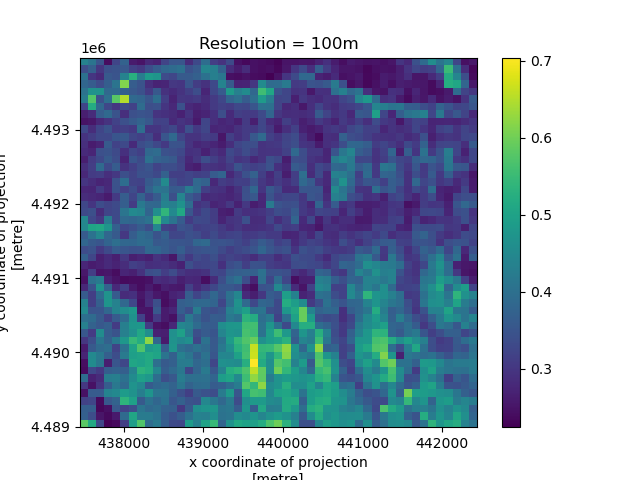 Resolution = 100m
1e6
4.493
4.492
4.491
4.490
4.489
438000 439000 440000 441000 442000
x coordinate of projection
[metre]
y coordinate of projection
[metre]
0.7
0.6
0.5
0.4
0.3